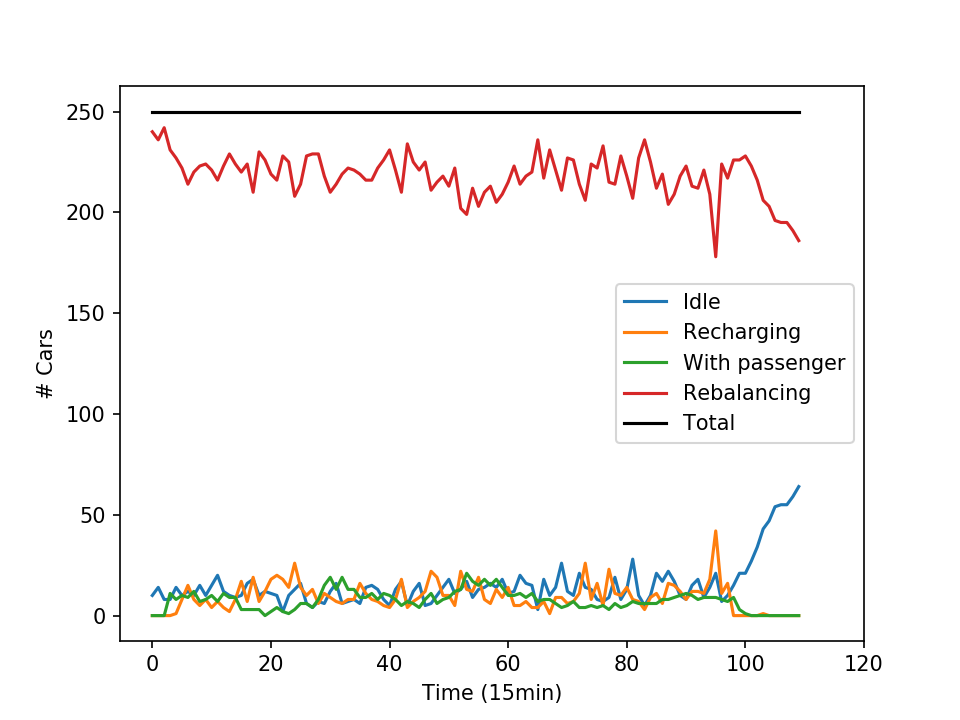 250
200
150
100
50
0
# Cars
Idle
Recharging
With passenger
Rebalancing
Total
0 20 40 60 80 100 120
Time (15min)